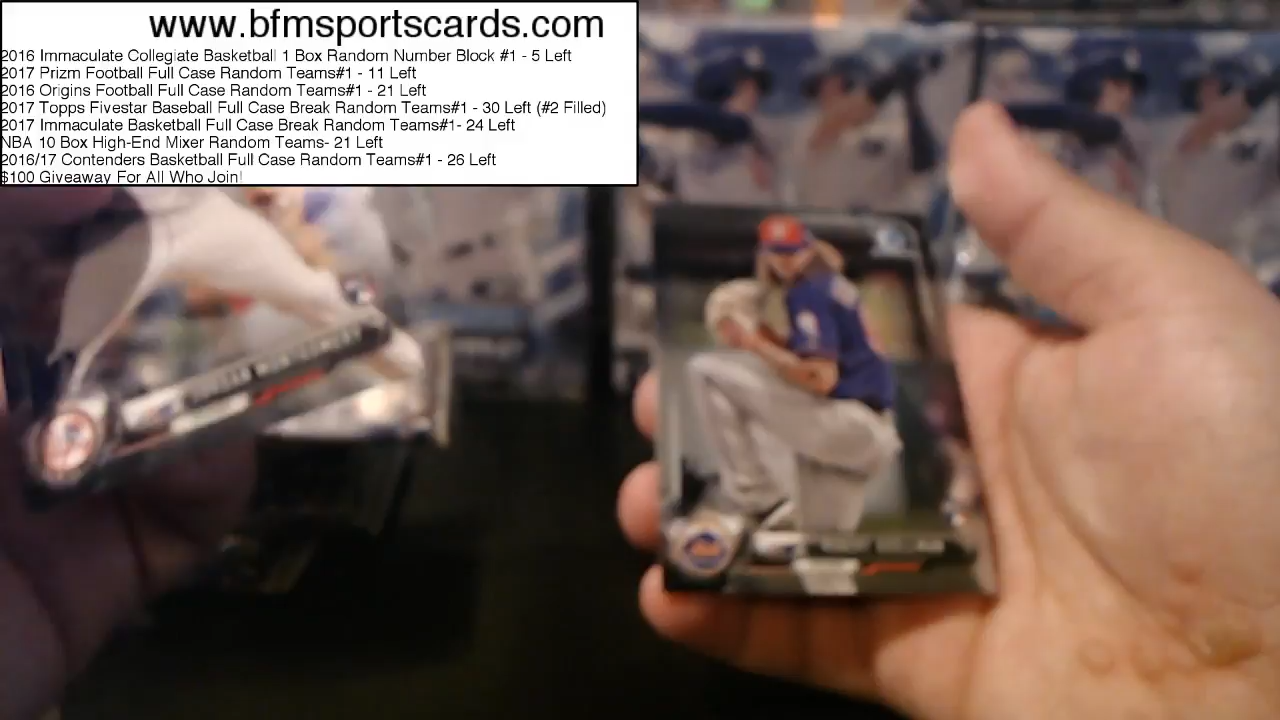 www.bfmsportscards.com
2016 Immaculate Collegiate Basketball 1 Box Random Number Block #1 - 5 Left
2017 Prizm Football Full Case Random Teams#1 - 11 Left
2016 Origins Football Full Case Random Teams#1 - 21 Left
2017 Topps Fivestar Baseball Full Case Break Random Teams#1 - 30 Left (#2 Filled)
2017 Immaculate Basketball Full Case Break Random Teams#1- 24 Left
NBA 10 Box High-End Mixer Random Teams- 21 Left
2016/17 Contenders Basketball Full Case Random Teams#1 - 26 Left
$100 Giveaway For All Who Join!
MONTGOMERY